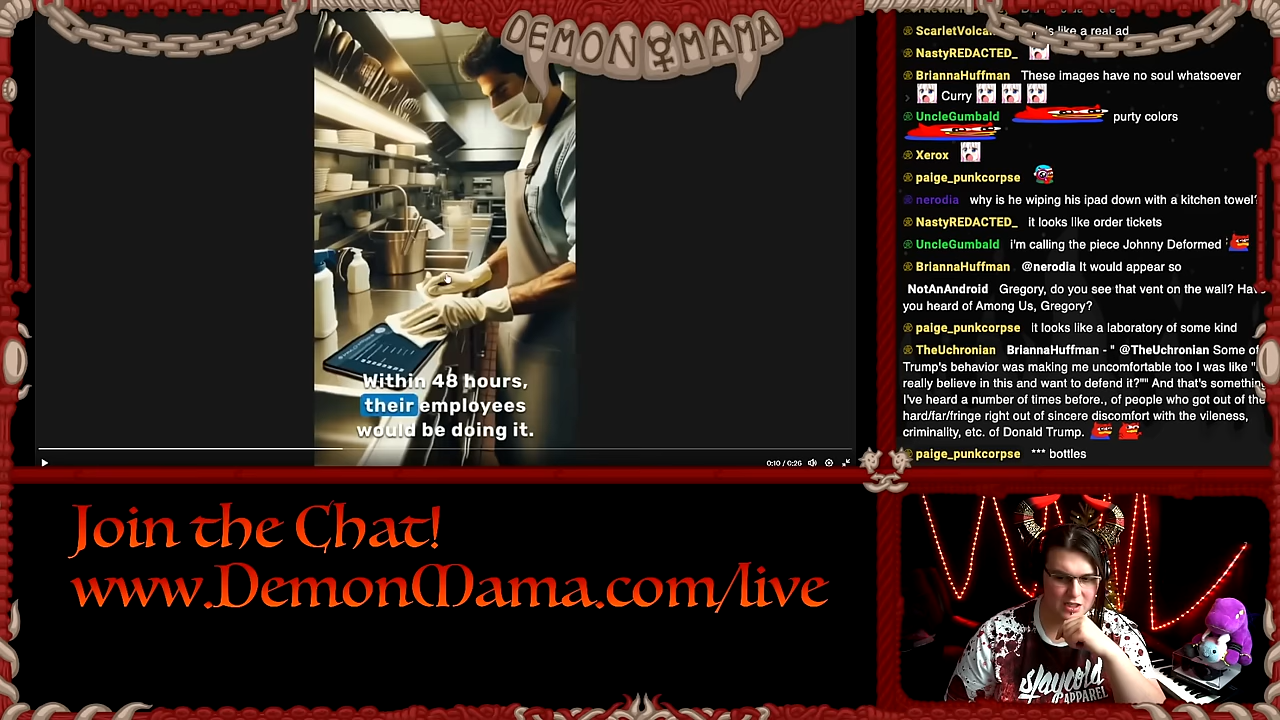 DEMON MAMA
Within 48 hours,
their employees
would be doing it.
0:10 / 0:26
Join the Chat!
www.DemonMama.com/live
like a real ad
NastyREDACTED_
BriannaHuffman These images have no soul whatsoever
Curry
UncleGumbald purty colors
Xerox
paige_punkcorpse
nerodia why is he wiping his ipad down with a kitchen towel?
NastyREDACTED_ it looks like order tickets
UncleGumbald i'm calling the piece Johnny Deformed
BriannaHuffman @nerodia It would appear so
NotAnAndroid Gregory, do you see that vent on the wall? Hav
you heard of Among Us, Gregory?
paige_punkcorpse It looks like a laboratory of some kind
TheUchronian BriannaHuffman - " @TheUchronian Some of
Trump's behavior was making me uncomfortable too I was like "
really believe in this and want to defend it?"" And that's something
I've heard a number of times before,, of people who got out of the
hard/far/fringe right out of sincere discomfort with the vileness,
criminality, etc. of Donald Trump.
paige_punkcorpse *** bottles
staycold
APPAREL